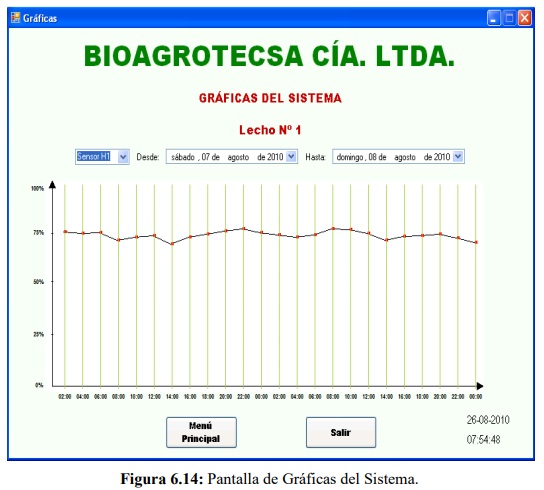 Gráficas
BIOAGROTECSA CÍA. LTDA.
GRÁFICAS DEL SISTEMA
Lecho Nº 1
Sensor H1 Desde: sábado , 07 de agosto de 2010 Hasta: domingo , 08 de agosto de 2010
100%
75%
50%
25%
0%
02:00 04:00 06:00 08:00 10:00 12:00 14:00 16:00 18:00 20:00 22:00 00:00 02:00 04:00 06:00 08:00 10:00 12:00 14:00 16:00 18:00 20:00 22:00 00:00
Menú
Principal
Salir
26-08-2010
07:54:48
Figura 6.14: Pantalla de Gráficas del Sistema.